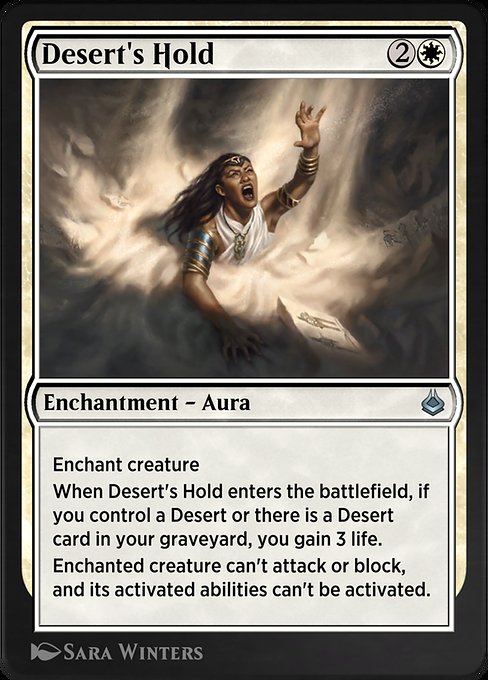 Desert's Hold 2
Enchantment – Aura
Enchant creature
When Desert's Hold enters the battlefield, if
you control a Desert or there is a Desert
card in your graveyard, you gain 3 life.
Enchanted creature can't attack or block,
and its activated abilities can't be activated.
Sara Winters